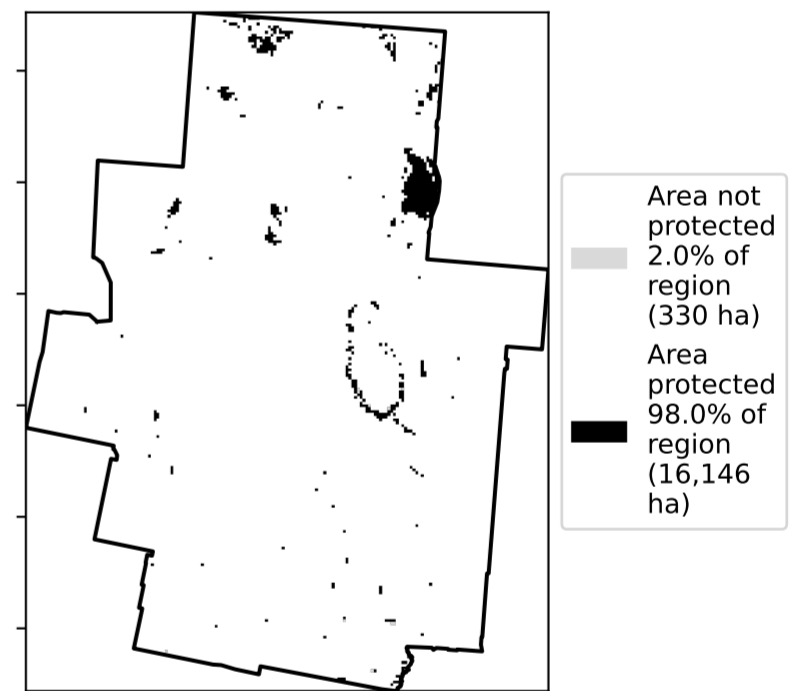 Area not
protected
2.0% of
region
(330 ha)
Area
protected
98.0% of
region
(16,146
ha)